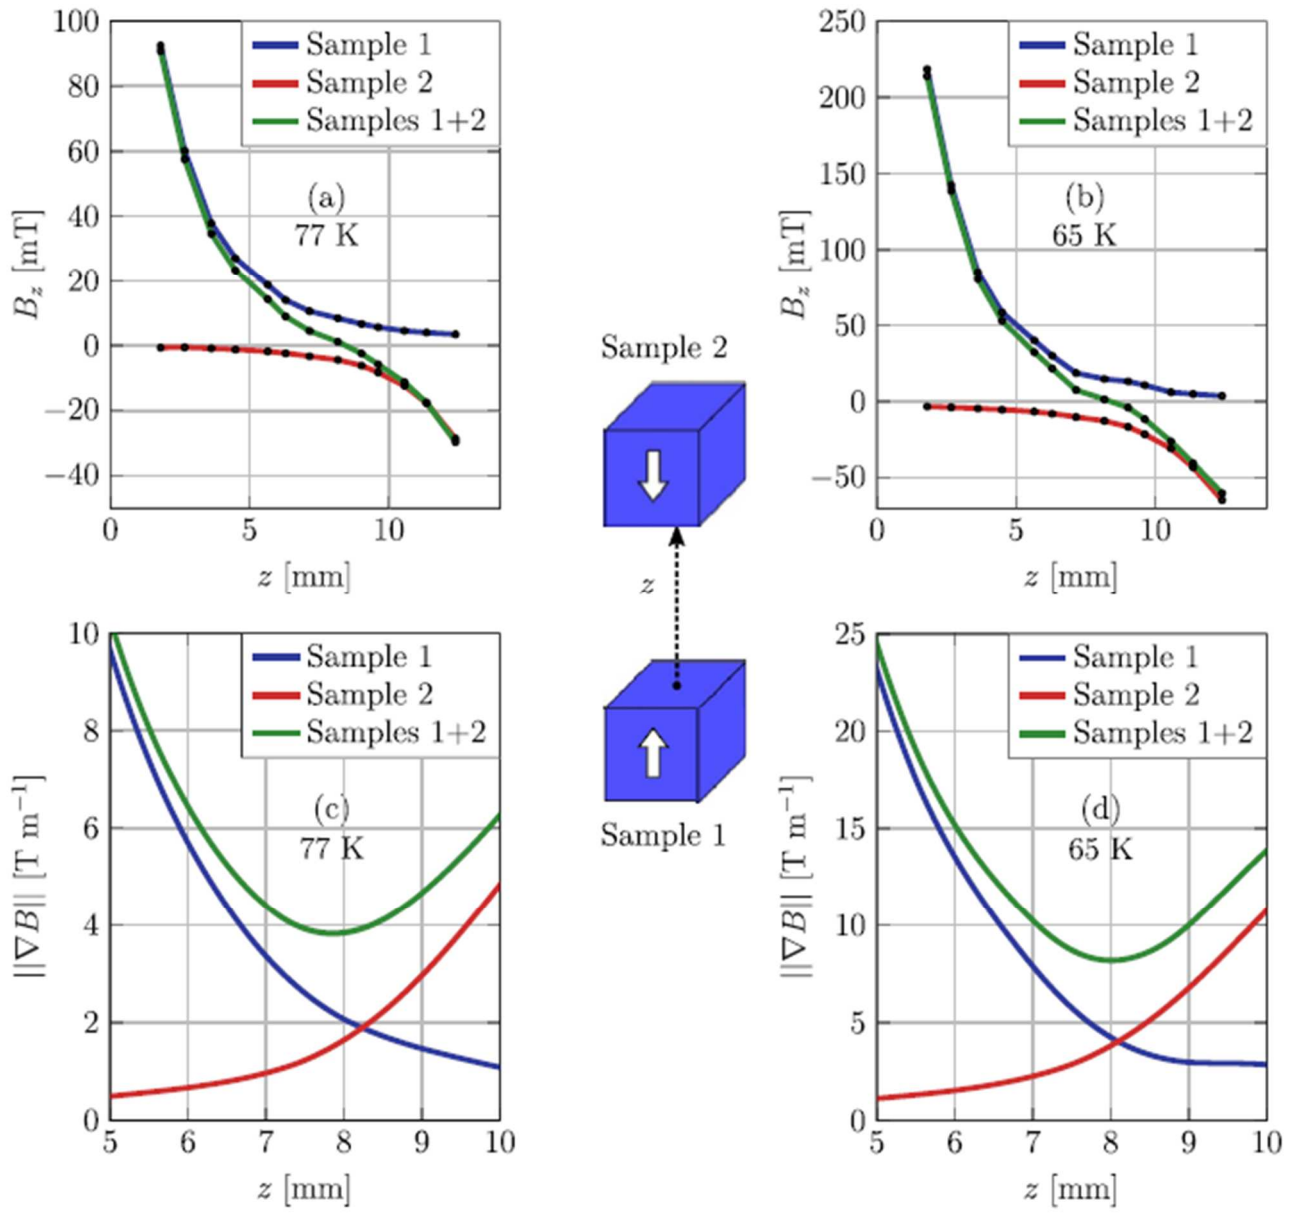 100
80
60
40
20
0
−20
−40
0
5
10
B_z [mT]
z [mm]
Sample 1
Sample 2
Samples 1+2
(a)
77 K
250
200
150
100
50
0
−50
0
5
10
B_z [mT]
z [mm]
Sample 1
Sample 2
Samples 1+2
(b)
65 K
Sample 2
z
Sample 1
10
8
6
4
2
0
5
6
7
8
9
10
||∇B|| [T m⁻¹]
z [mm]
Sample 1
Sample 2
Samples 1+2
(c)
77 K
25
20
15
10
5
0
5
6
7
8
9
10
||∇B|| [T m⁻¹]
z [mm]
Sample 1
Sample 2
Samples 1+2
(d)
65 K